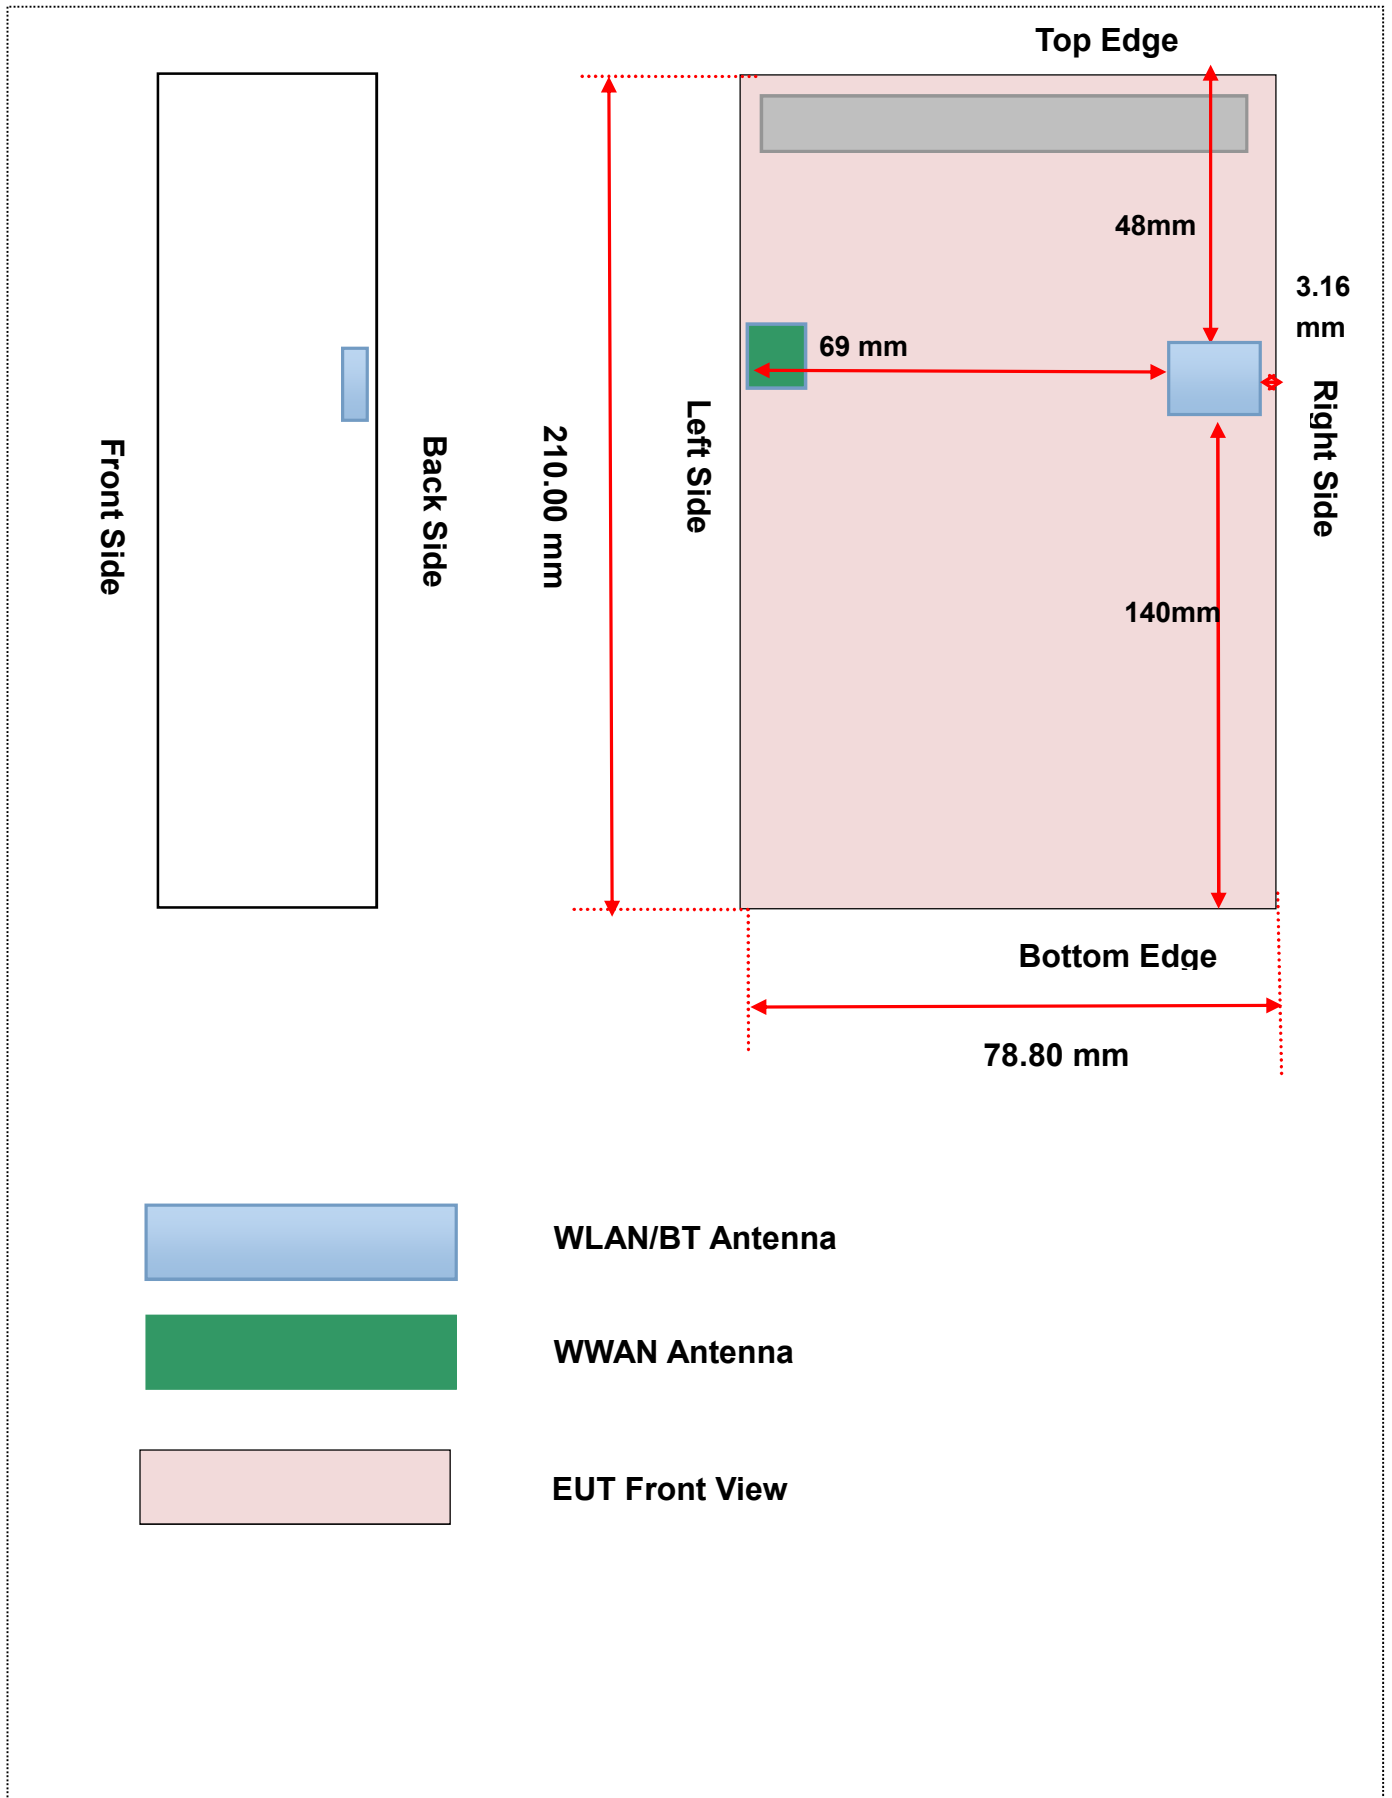 Top Edge
48mm
3.16
mm
69 mm
Front Side
Back Side
210.00 mm
Left Side
Right Side
140mm
Bottom Edge
78.80 mm
WLAN/BT Antenna
WWAN Antenna
EUT Front View